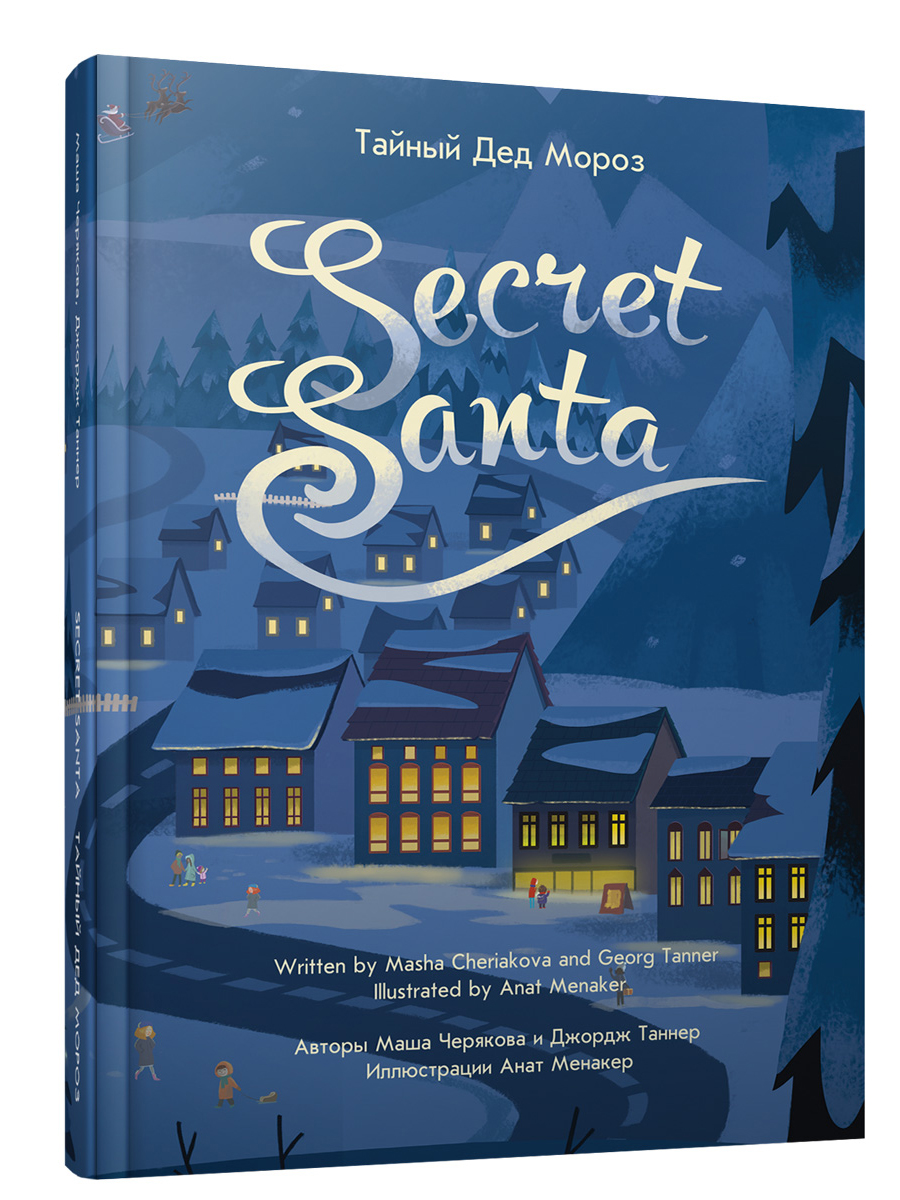 Тайный Дед Мороз
Secret
Santa
Written by Masha Cheriakova and Georg Tanner
Illustrated by Anat Menaker
Авторы Маша Черякова и Джордж Таннер
Иллюстрации Анат Менакер
Маша Черякова, Джордж Таннер SECRET SANTA ТАЙНЫЙ ДЕД МОРОЗ